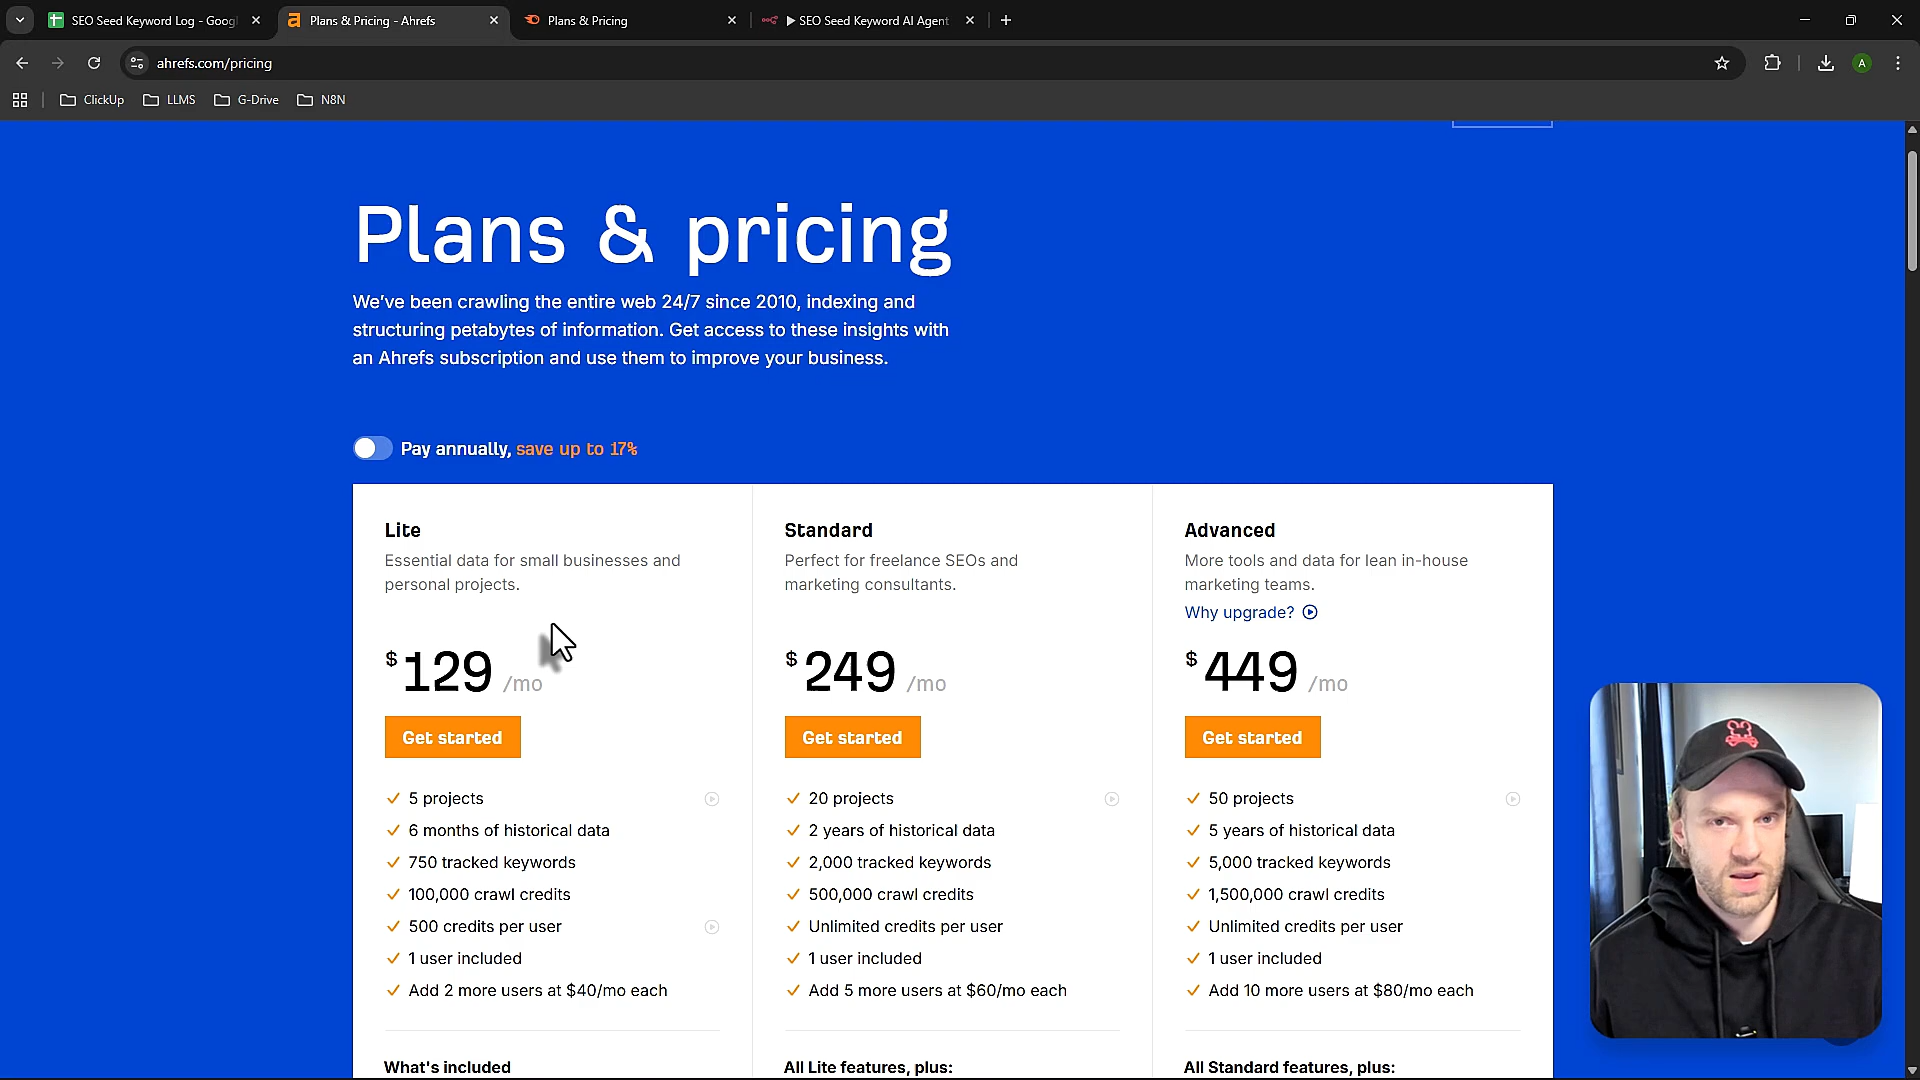 SEO Seed Keyword Log - Googl
Plans & Pricing - Ahrefs
Plans & Pricing
SEO Seed Keyword AI Agent
ahrefs.com/pricing
A
ClickUp
LLMS
G-Drive
N8N
Plans & pricing
We've been crawling the entire web 24/7 since 2010, indexing and
structuring petabytes of information. Get access to these insights with
an Ahrefs subscription and use them to improve your business.
Pay annually, save up to 17%
Lite
Essential data for small businesses and
personal projects.
$129 /mo
Get started
5 projects
6 months of historical data
750 tracked keywords
100,000 crawl credits
500 credits per user
1 user included
Add 2 more users at $40/mo each
What's included
Standard
Perfect for freelance SEOs and
marketing consultants.
$249 /mo
Get started
20 projects
2 years of historical data
2,000 tracked keywords
500,000 crawl credits
Unlimited credits per user
1 user included
Add 5 more users at $60/mo each
All Lite features, plus:
Advanced
More tools and data for lean in-house
marketing teams.
Why upgrade?
$449 /mo
Get started
50 projects
5 years of historical data
5,000 tracked keywords
1,500,000 crawl credits
Unlimited credits per user
1 user included
Add 10 more users at $80/mo each
All Standard features, plus: